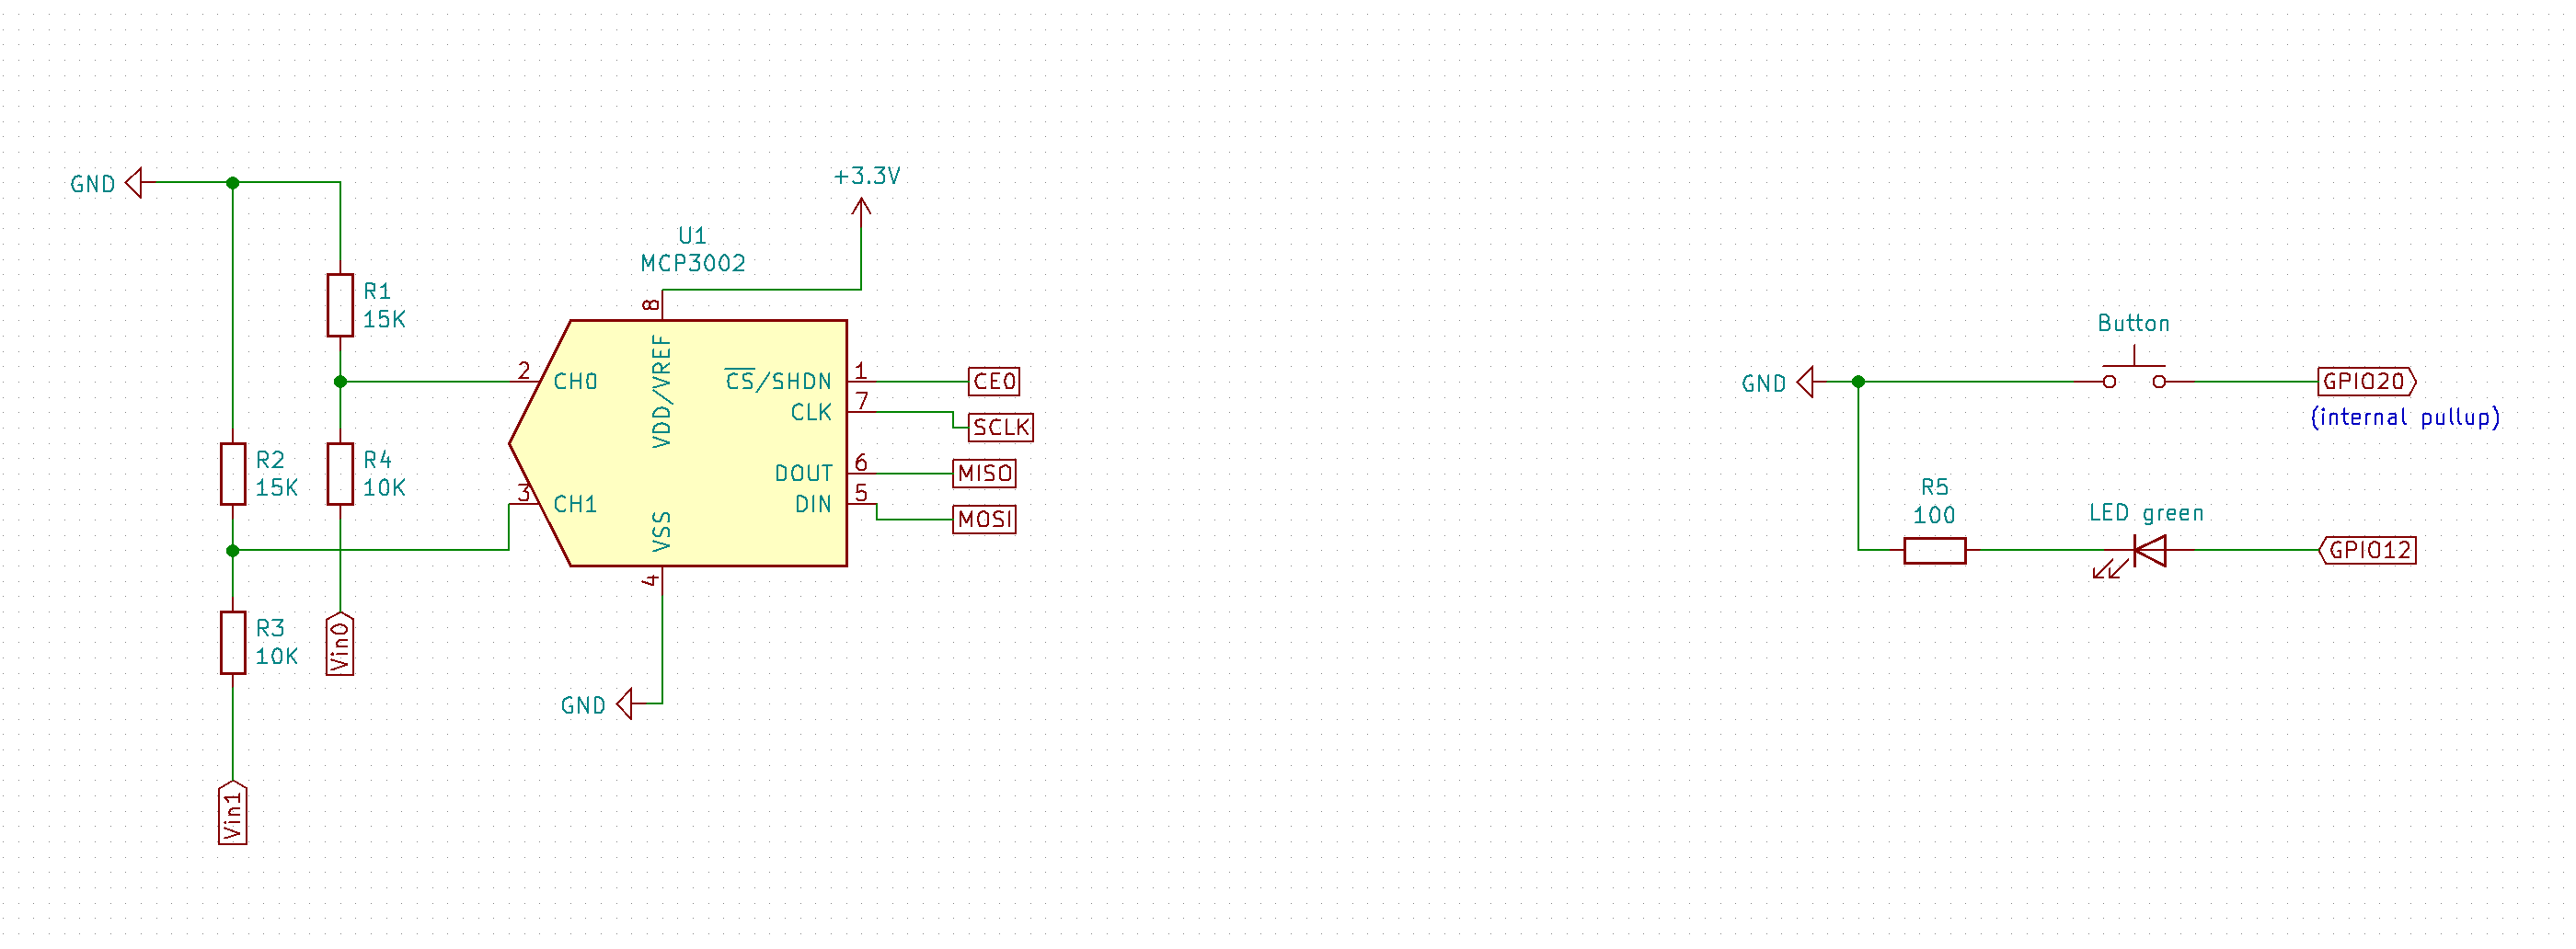 GND
+3.3V
U1
MCP3002
R1
15K
8
VDD/VREF
2
CH0
CS/SHDN
1
CE0
CLK
7
SCLK
R2
15K
R4
10K
DOUT
6
MISO
3
CH1
DIN
5
MOSI
VSS
4
R3
10K
Vin0
GND
Vin1
Button
GND
GPIO20
(internal pullup)
R5
100
LED green
GPIO12